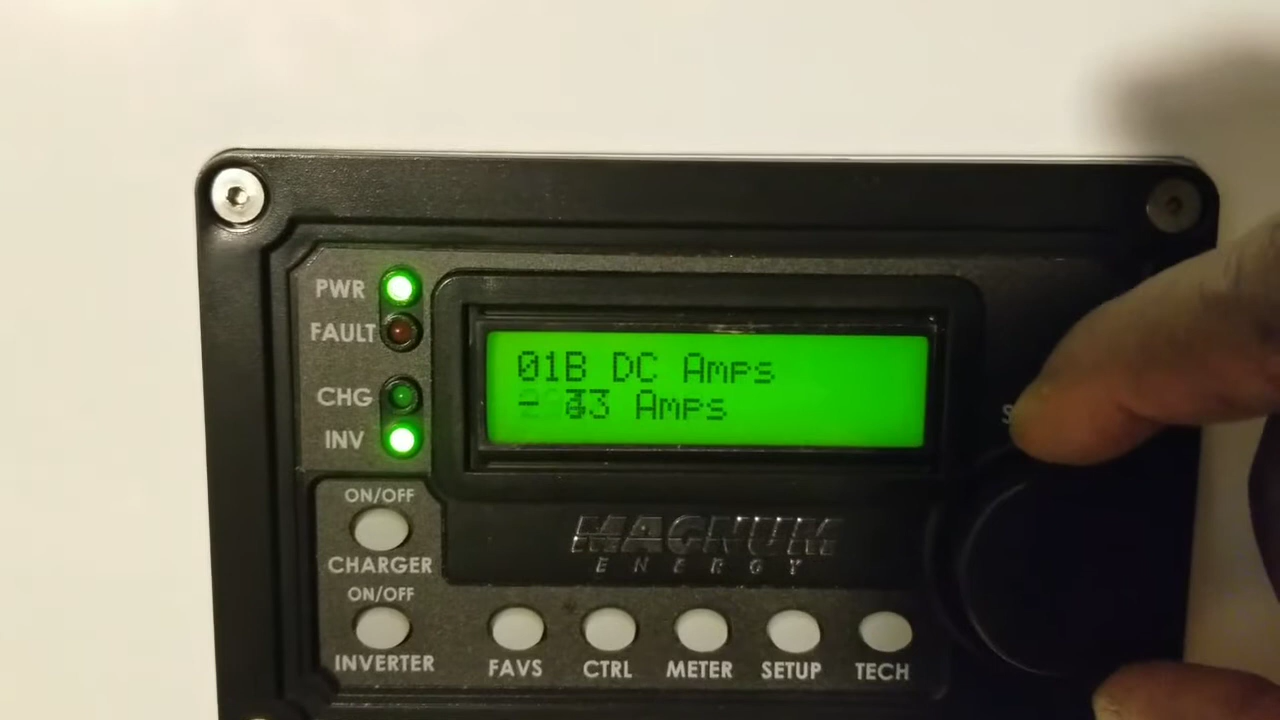 PWR
FAULT
CHG
INV
01B DC Amps
Amps
ON/OFF
CHARGER
ON/OFF
INVERTER
MAGNUM
ENERGY
FAVS
CTRL
METER
SETUP
TECH